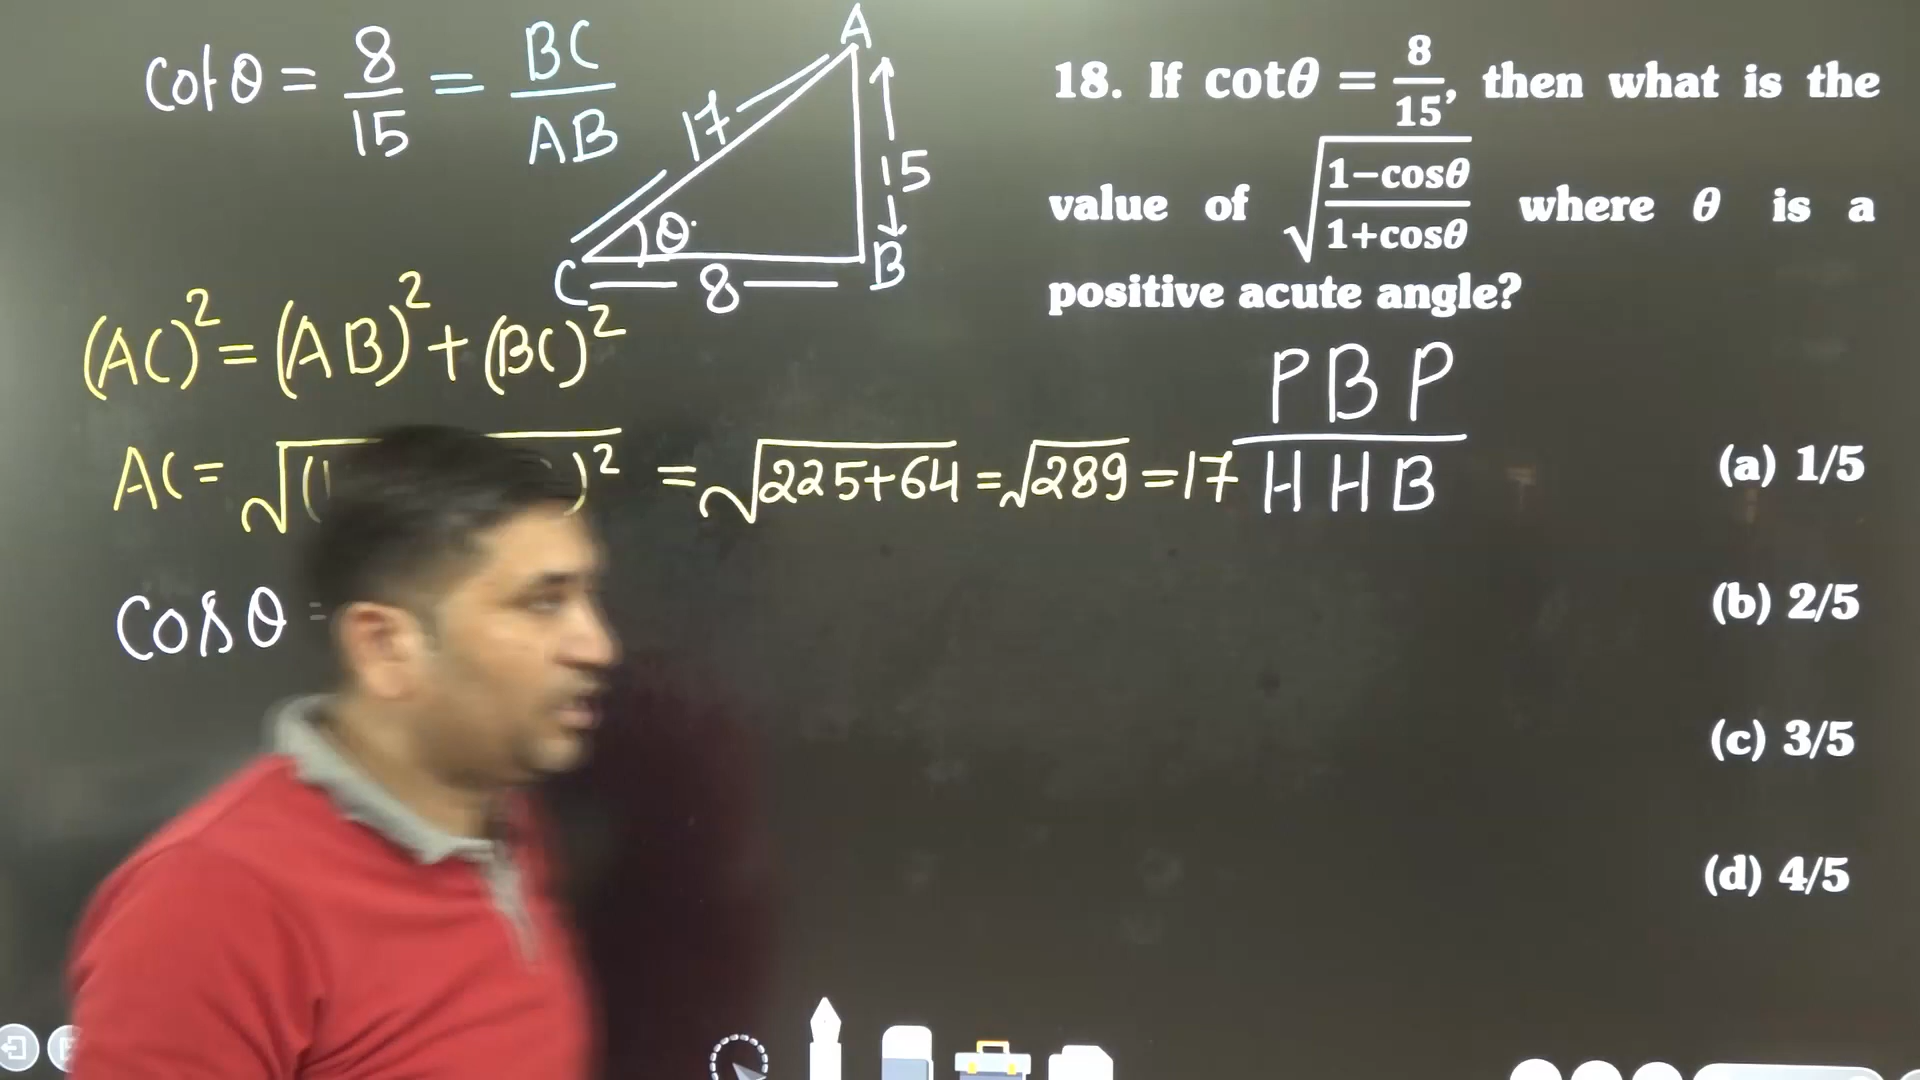 cot θ = 8/15 = BC/AB
A
17
15
θ
C
8
B
(AC)² = (AB)² + (BC)²
AC = √( )² = √225+64 = √289 = 17
Cos θ =
18. If cotθ = 8/15, then what is the
value of √1−cosθ/1+cosθ where θ is a
positive acute angle?
P B P
H H B
(a) 1/5
(b) 2/5
(c) 3/5
(d) 4/5